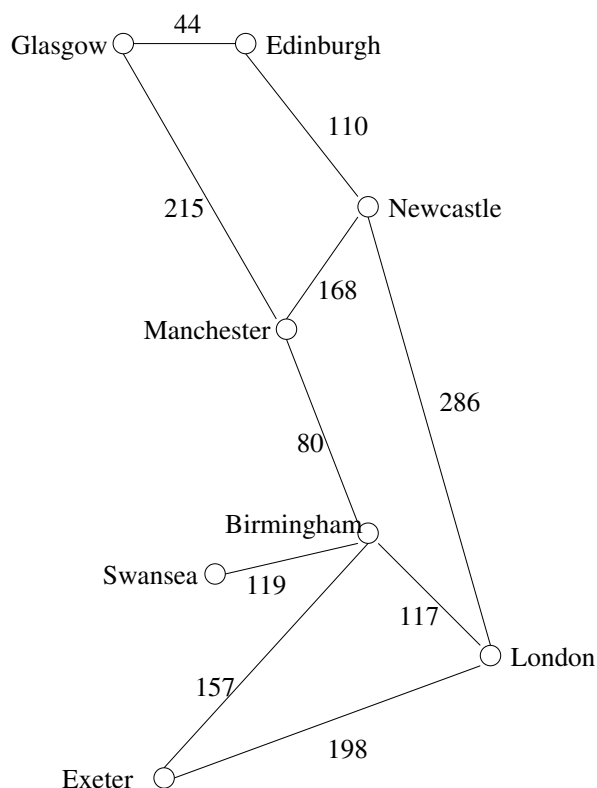 44
Glasgow
Edinburgh
110
215
Newcastle
168
Manchester
286
80
Birmingham
Swansea
119
117
London
157
198
Exeter